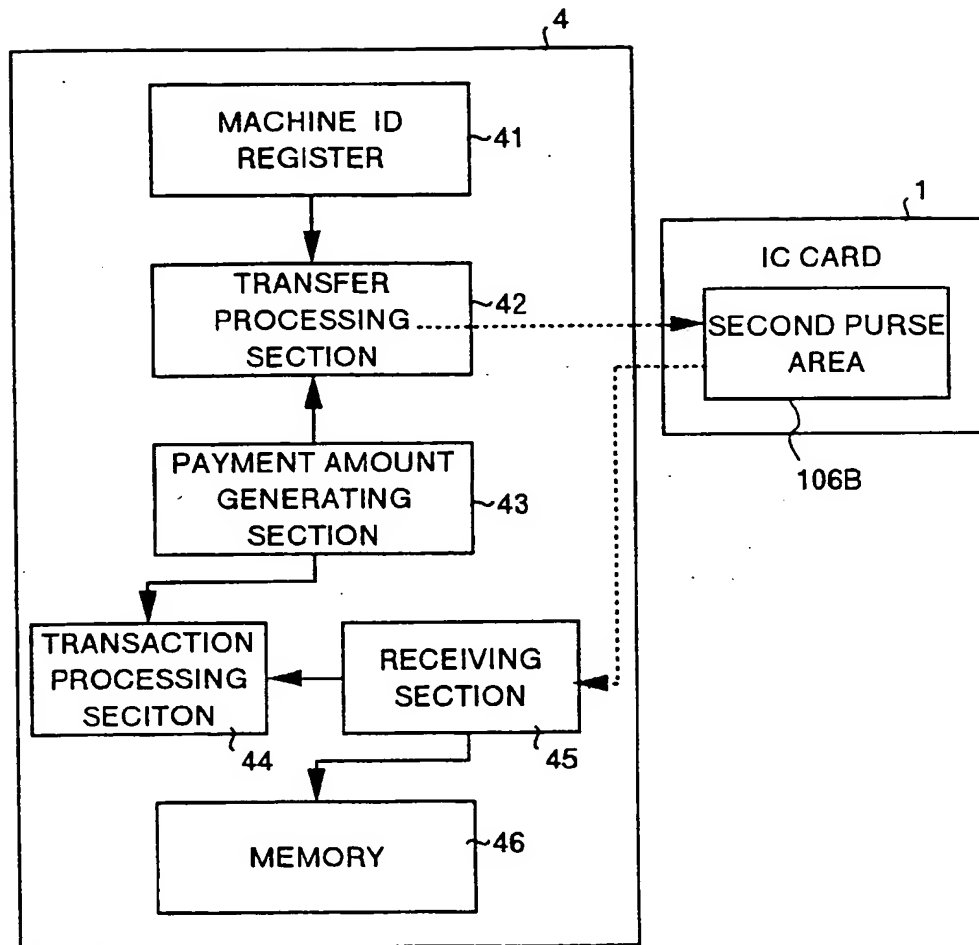 4
MACHINE ID
REGISTER
41
1
IC CARD
TRANSFER
PROCESSING
SECTION
42
SECOND PURSE
AREA
106B
PAYMENT AMOUNT
GENERATING
SECTION
43
TRANSACTION
PROCESSING
SECITON
44
RECEIVING
SECTION
45
MEMORY
46